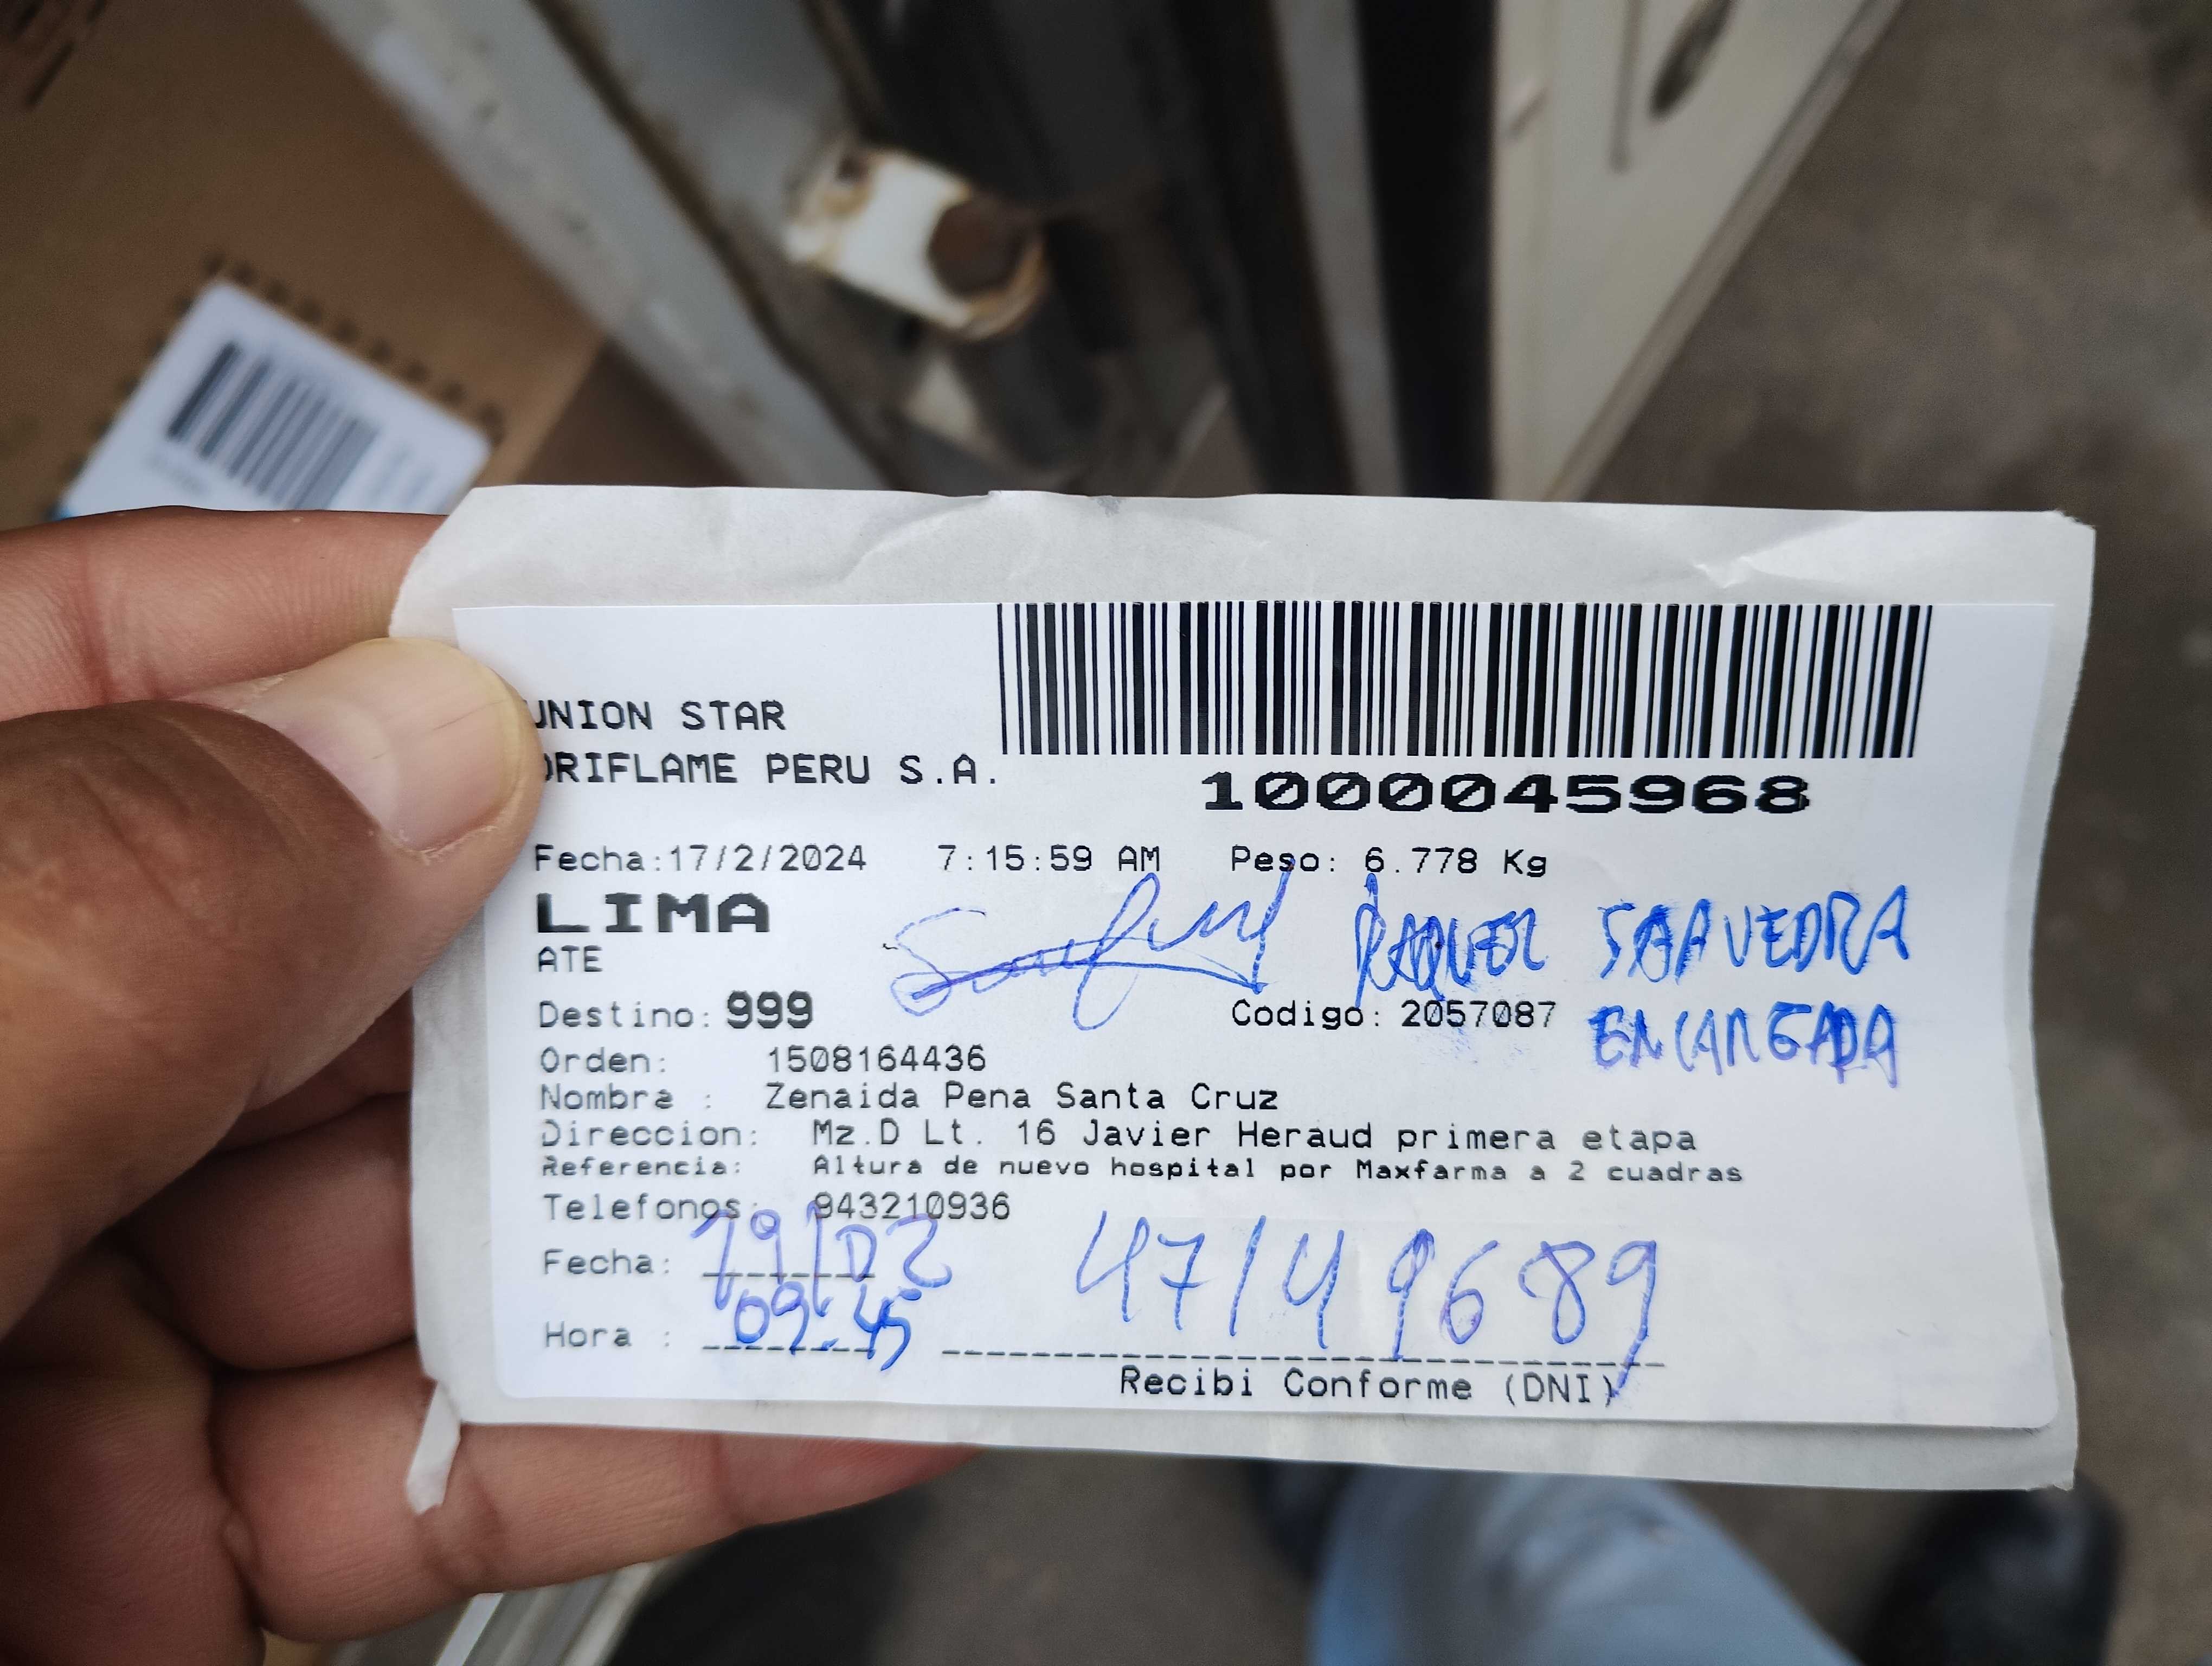 UNION STAR
ORIFLAME PERU S.A.
1000045968
Fecha:17/2/2024 7:15:59 AM Peso: 6.778 Kg
LIMA
RAQUEL SAAVEDRA
ATE
Destino: 999 Codigo: 2057087
ENCARGADA
Orden: 1508164436
Nombre : Zenaida Pena Santa Cruz
Direccion: Mz.D Lt. 16 Javier Heraud primera etapa
Referencia: Altura de nuevo hospital por Maxfarma a 2 cuadras
Telefonos: 943210936
Fecha: 19/02 47149689
Hora : 09:45
Recibi Conforme (DNI)